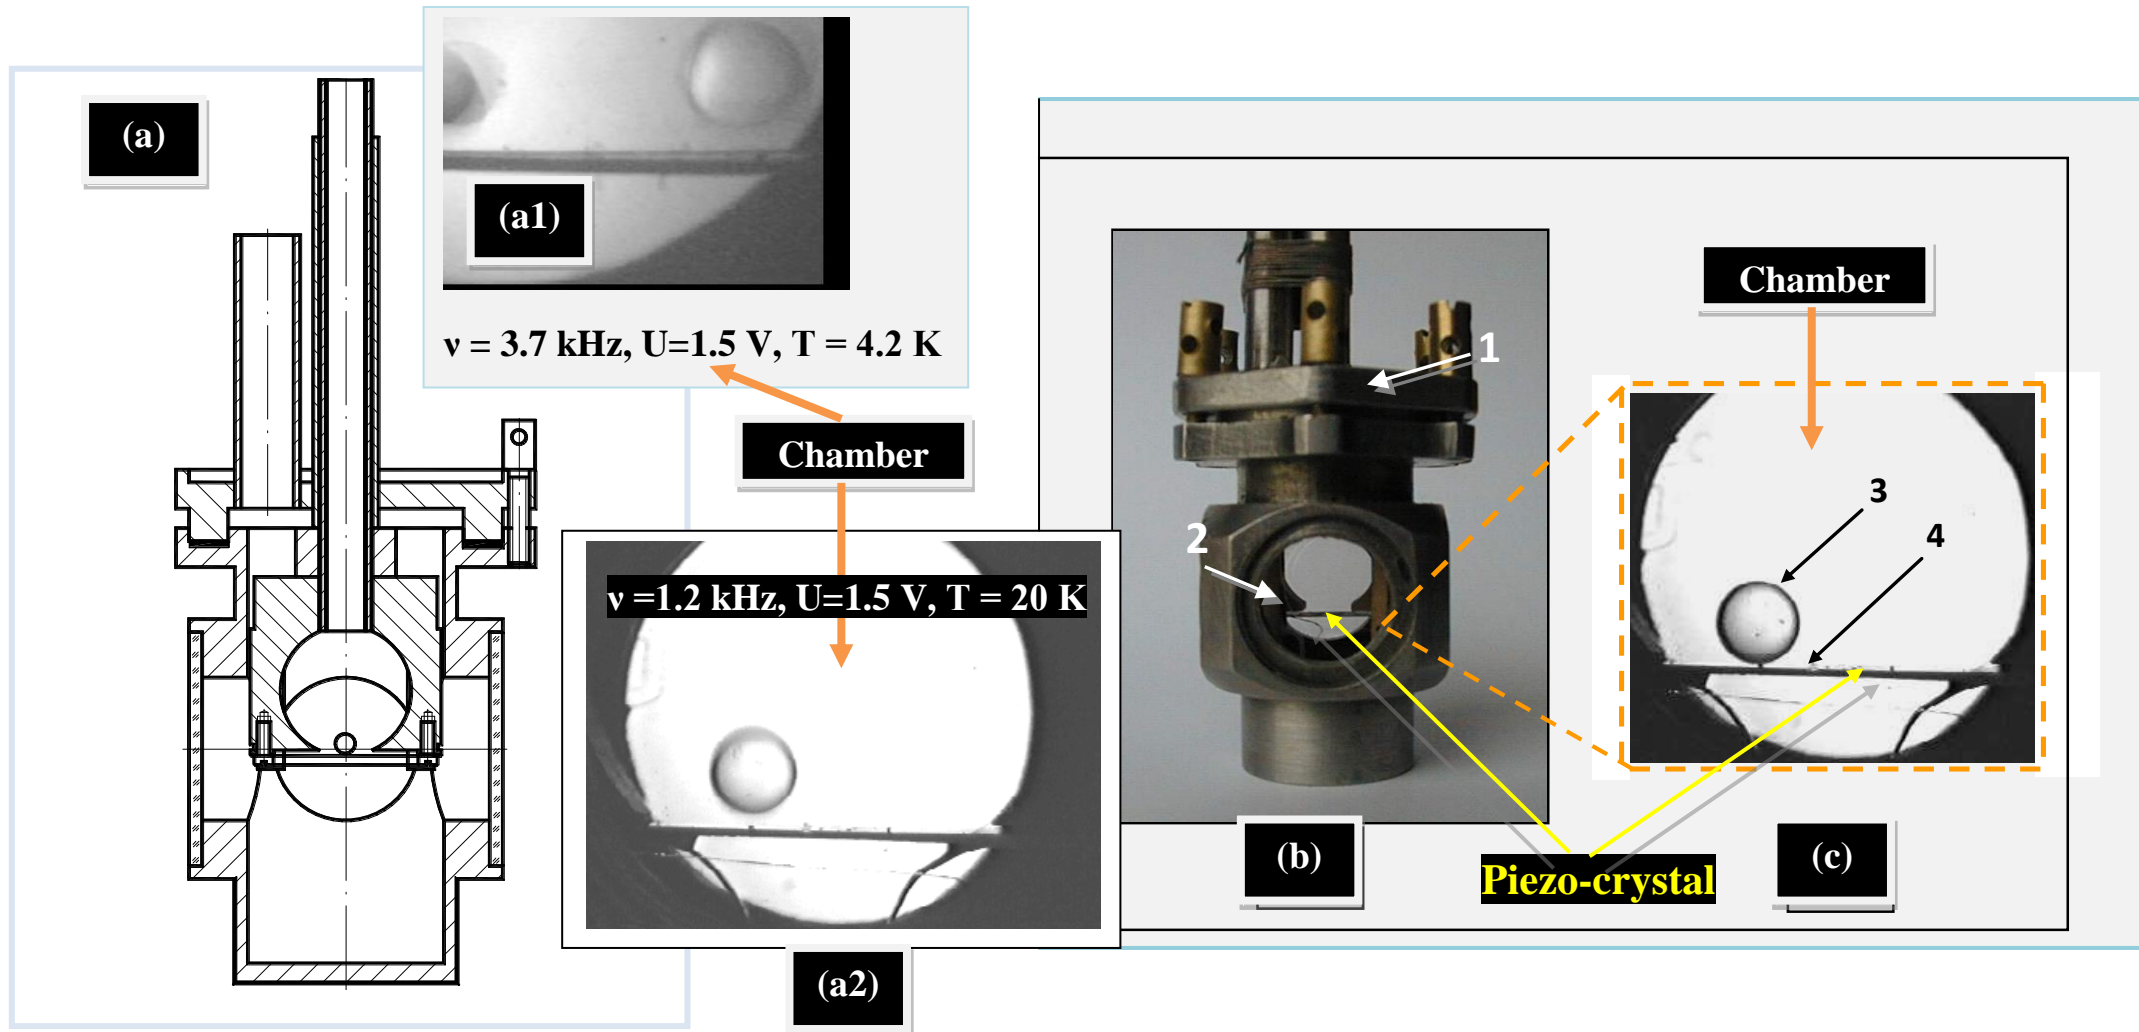 (a)
(a1)
ν = 3.7 kHz, U=1.5 V, T = 4.2 K
Chamber
ν =1.2 kHz, U=1.5 V, T = 20 K
(a2)
1
2
(b)
Chamber
3
4
Piezo-crystal
(c)